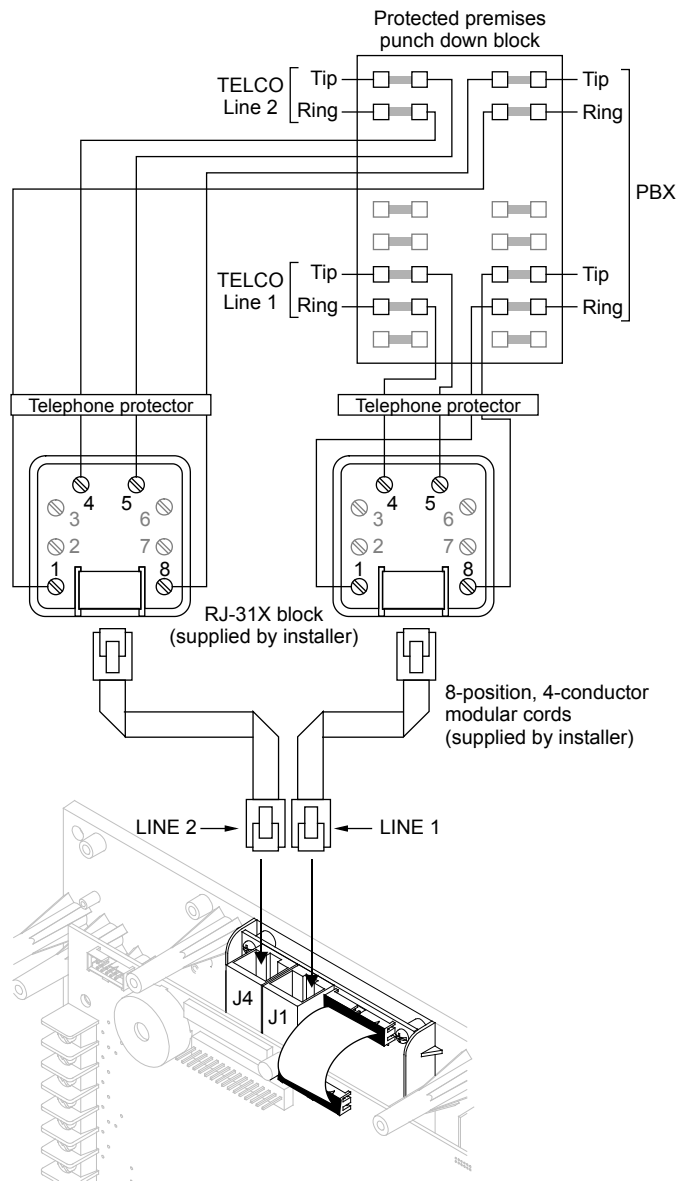 Protected premises
punch down block
TELCO
Line 2
Tip
Ring
Tip
Ring
PBX
TELCO
Line 1
Tip
Ring
Tip
Ring
Telephone protector
Telephone protector
4 5
3 6
2 7
1 8
4 5
3 6
2 7
1 8
RJ-31X block
(supplied by installer)
8-position, 4-conductor
modular cords
(supplied by installer)
LINE 2
LINE 1
J4
J1